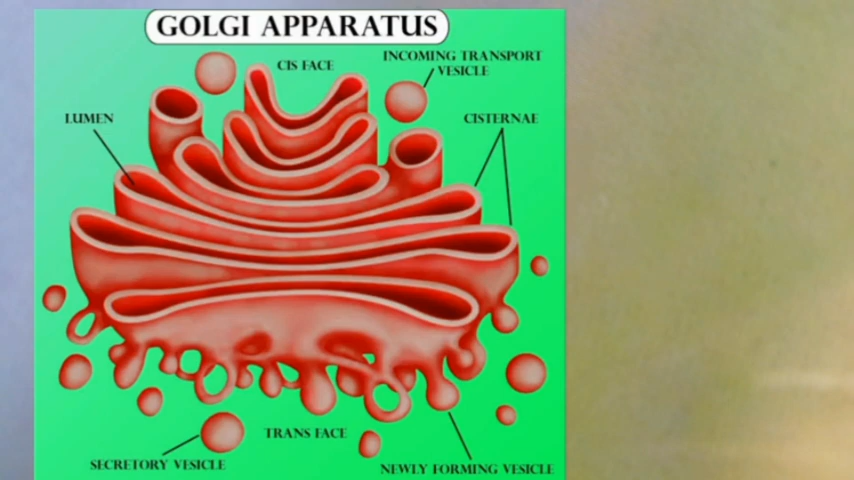 GOLGI APPARATUS
CIS FACE
INCOMING TRANSPORT
VESICLE
LUMEN
CISTERNAE
TRANS FACE
SECRETORY VESICLE
NEWLY FORMING VESICLE